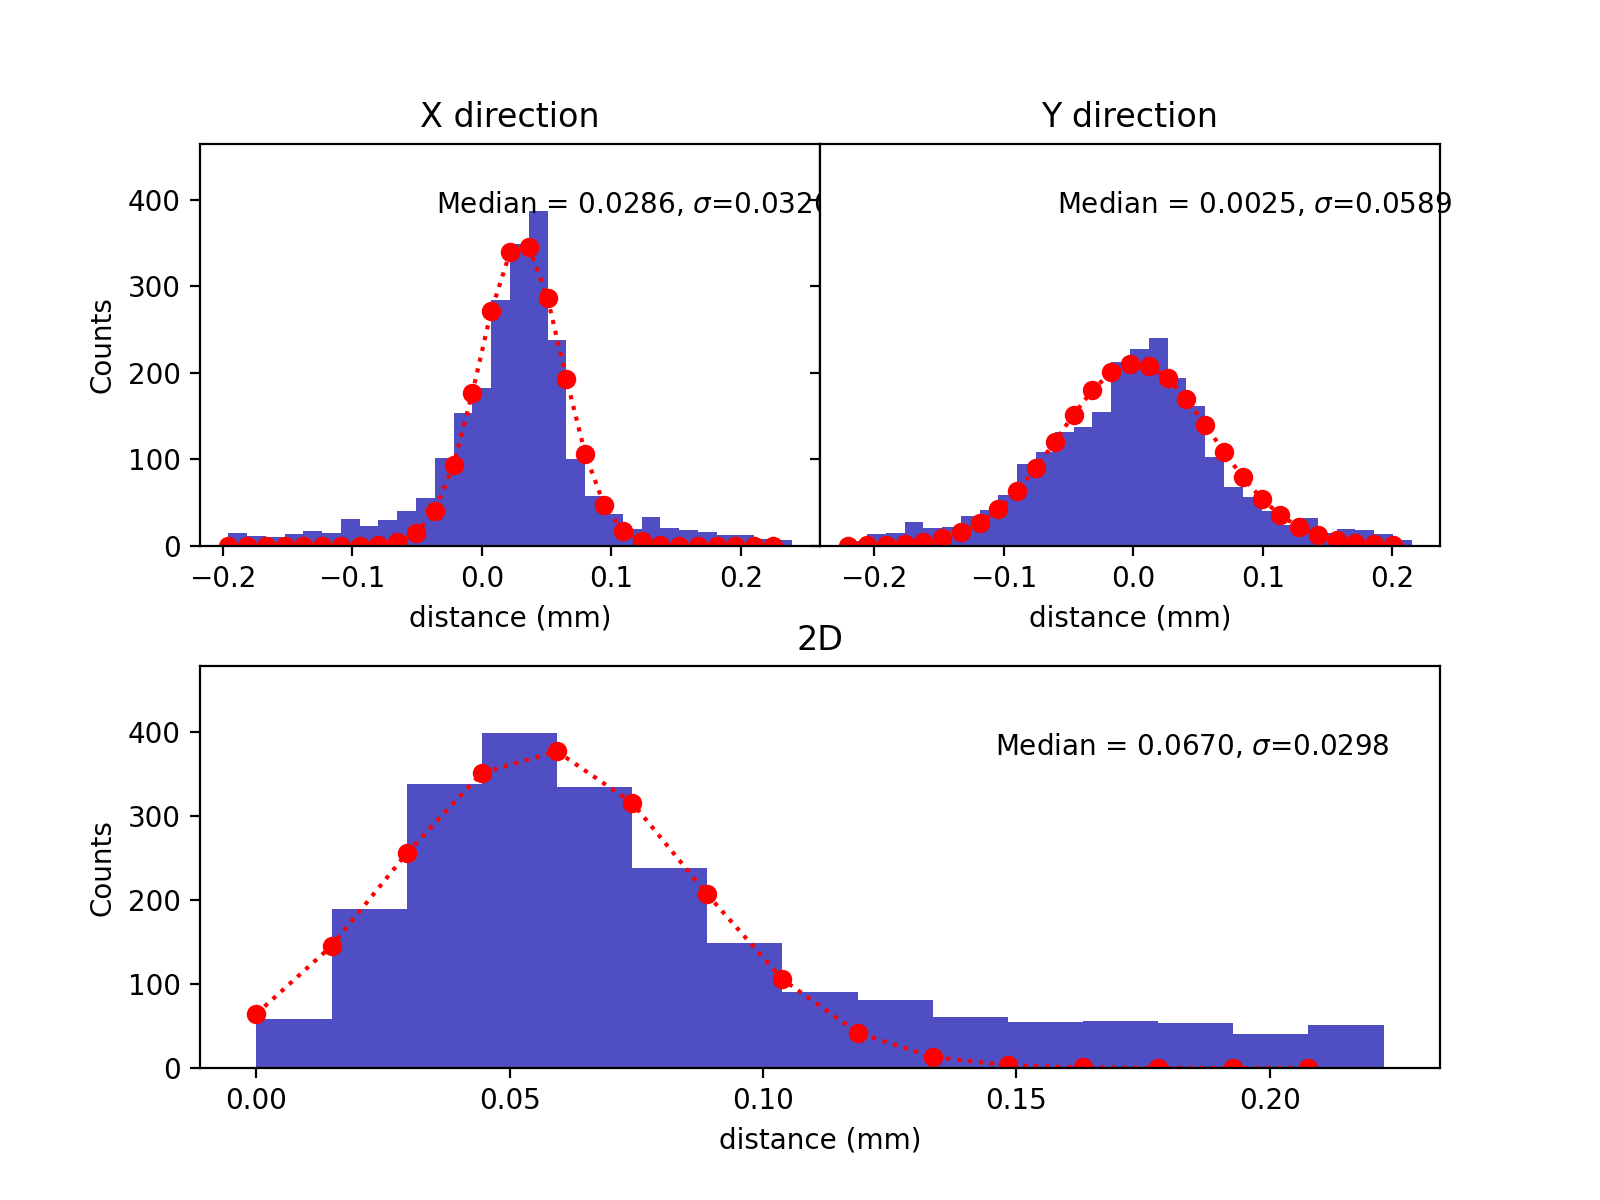 X direction
Y direction
Median = 0.0286, σ=0.032
Median = 0.0025, σ=0.0589
Counts
400
300
200
100
0
−0.2 −0.1 0.0 0.1 0.2
−0.2 −0.1 0.0 0.1 0.2
distance (mm)
distance (mm)
2D
Median = 0.0670, σ=0.0298
Counts
400
300
200
100
0
0.00 0.05 0.10 0.15 0.20
distance (mm)